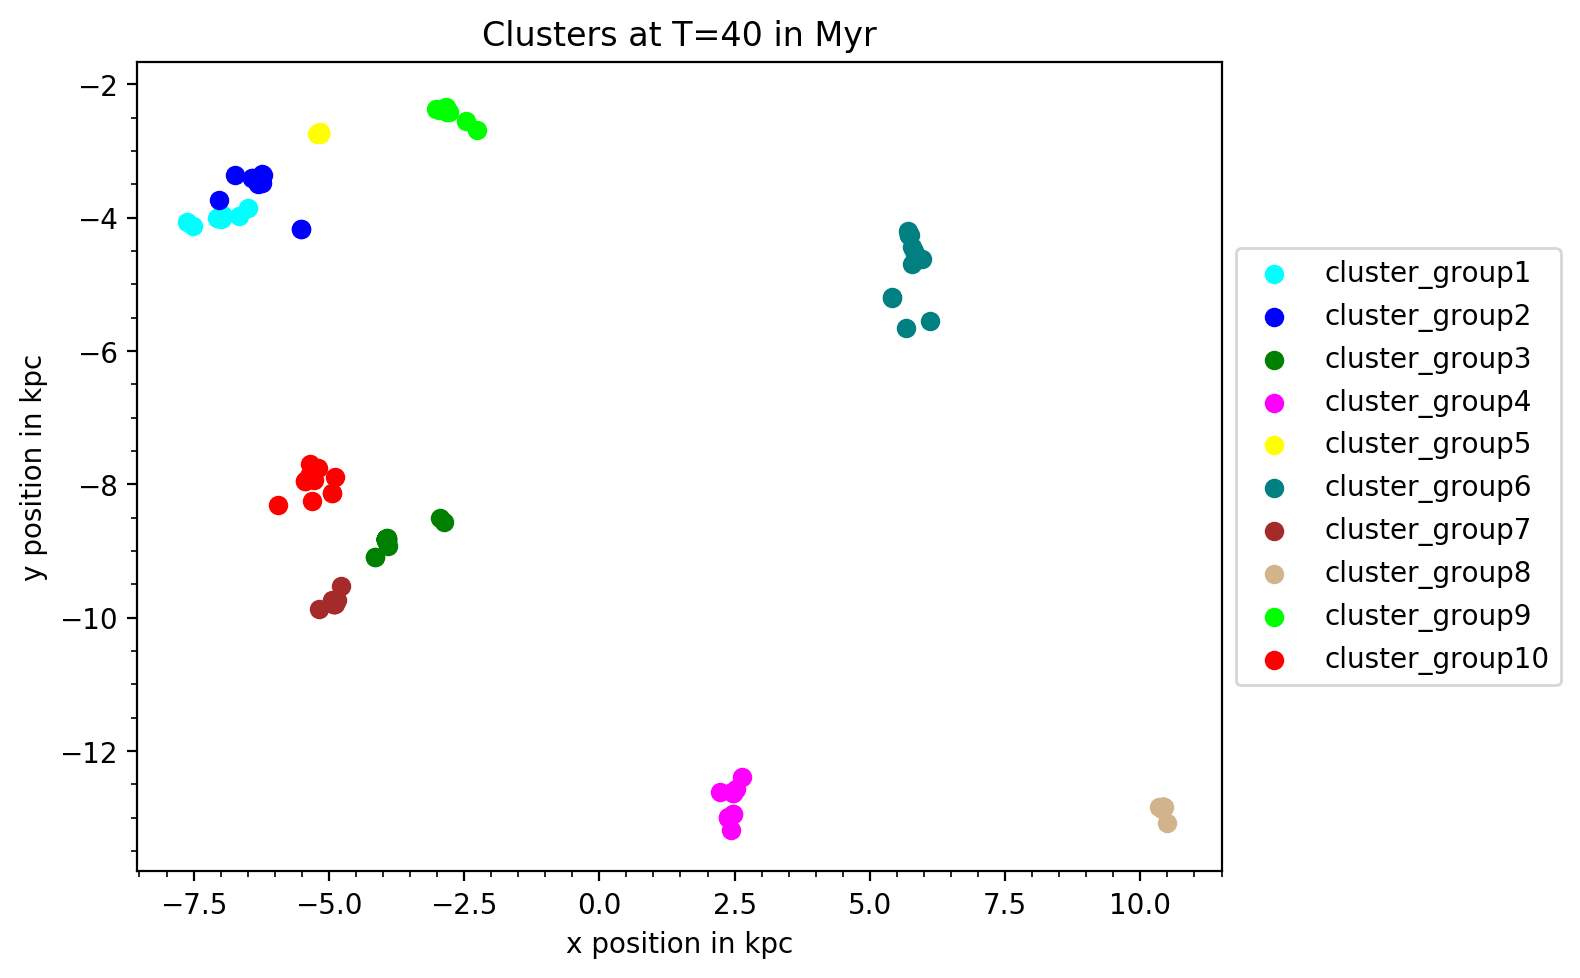 Clusters at T=40 in Myr
−2
−4
−6
−8
−10
−12
y position in kpc
−7.5 −5.0 −2.5 0.0 2.5 5.0 7.5 10.0
x position in kpc
cluster_group1
cluster_group2
cluster_group3
cluster_group4
cluster_group5
cluster_group6
cluster_group7
cluster_group8
cluster_group9
cluster_group10